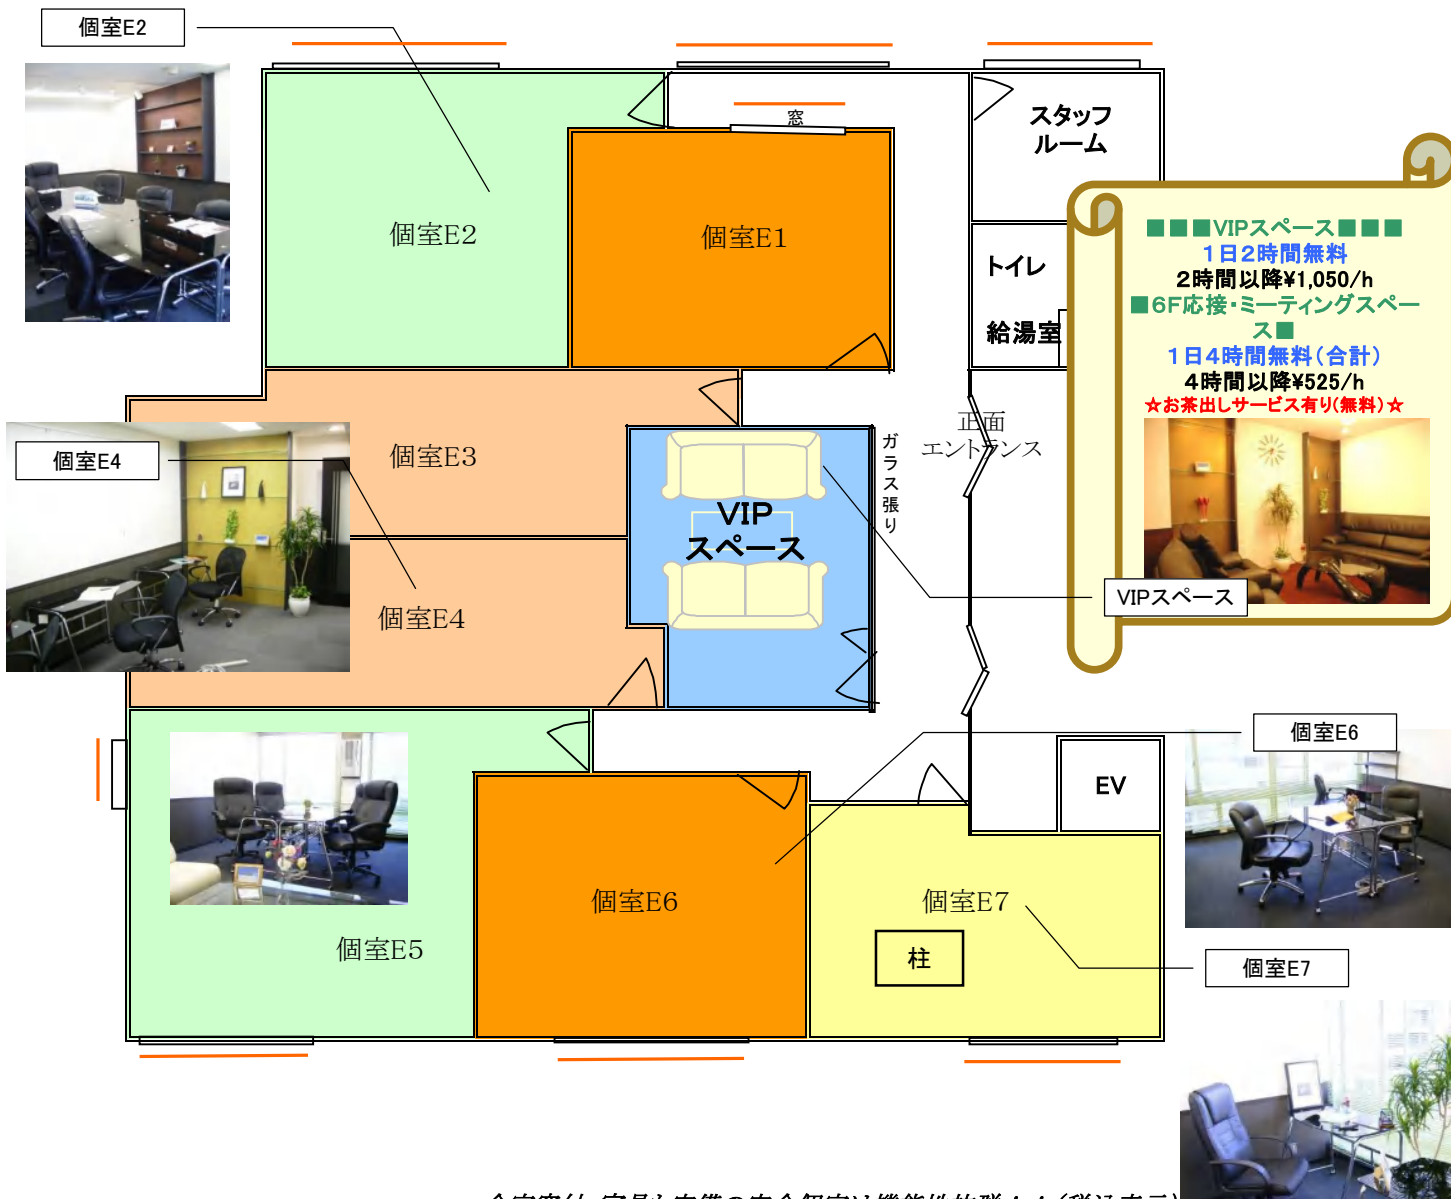 個室E2
窓
スタッフ
ルーム
個室E2
個室E1
トイレ
給湯室
■■■VIPスペース■■■
1日2時間無料
2時間以降¥1,050/h
■6F応接・ミーティングスペー
ス■
1日4時間無料(合計)
4時間以降¥525/h
☆お茶出しサービス有り(無料)☆
正面
エントランス
ガラス張り
個室E4
個室E3
VIP
スペース
VIPスペース
個室E4
個室E6
EV
個室E6
個室E7
個室E5
柱
個室E7